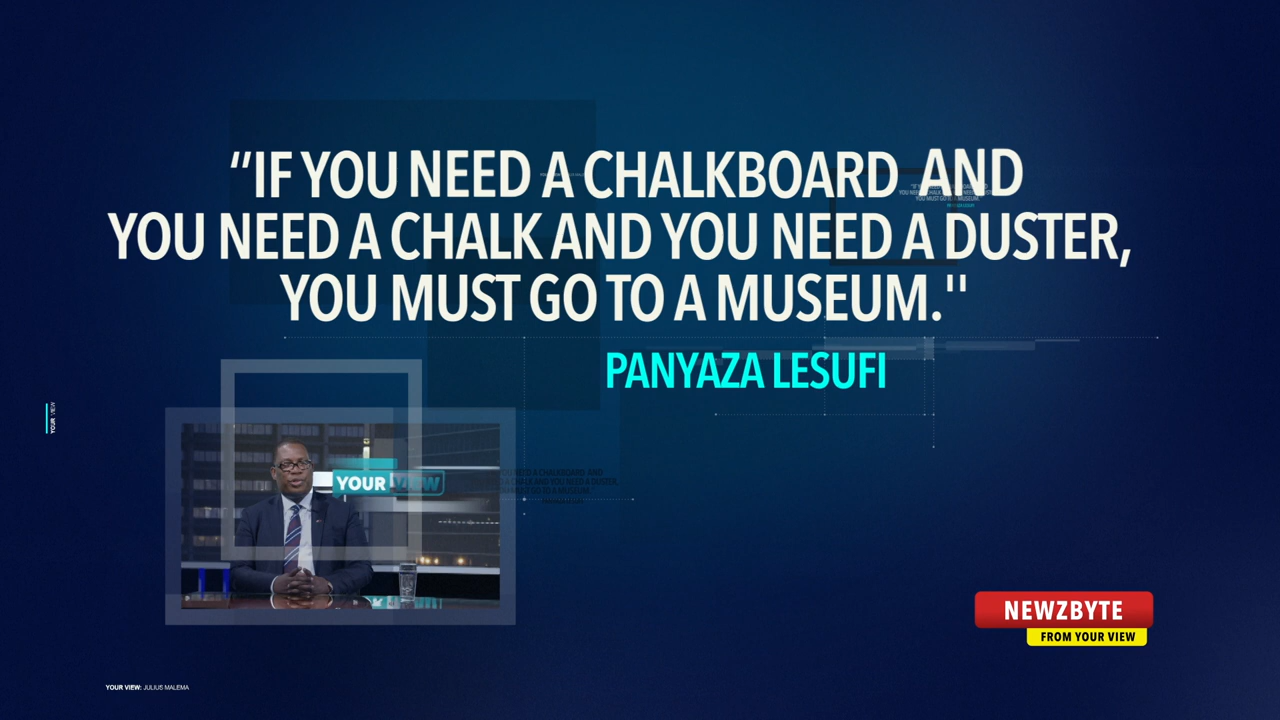 “IF YOU NEED A CHALKBOARD AND
YOU NEED A CHALK AND YOU NEED A DUSTER,
YOU MUST GO TO A MUSEUM."
PANYAZA LESUFI
YOUR VIEW
YOUR VIEW
NEWZBYTE
FROM YOUR VIEW
YOUR VIEW: JULIUS MALEMA